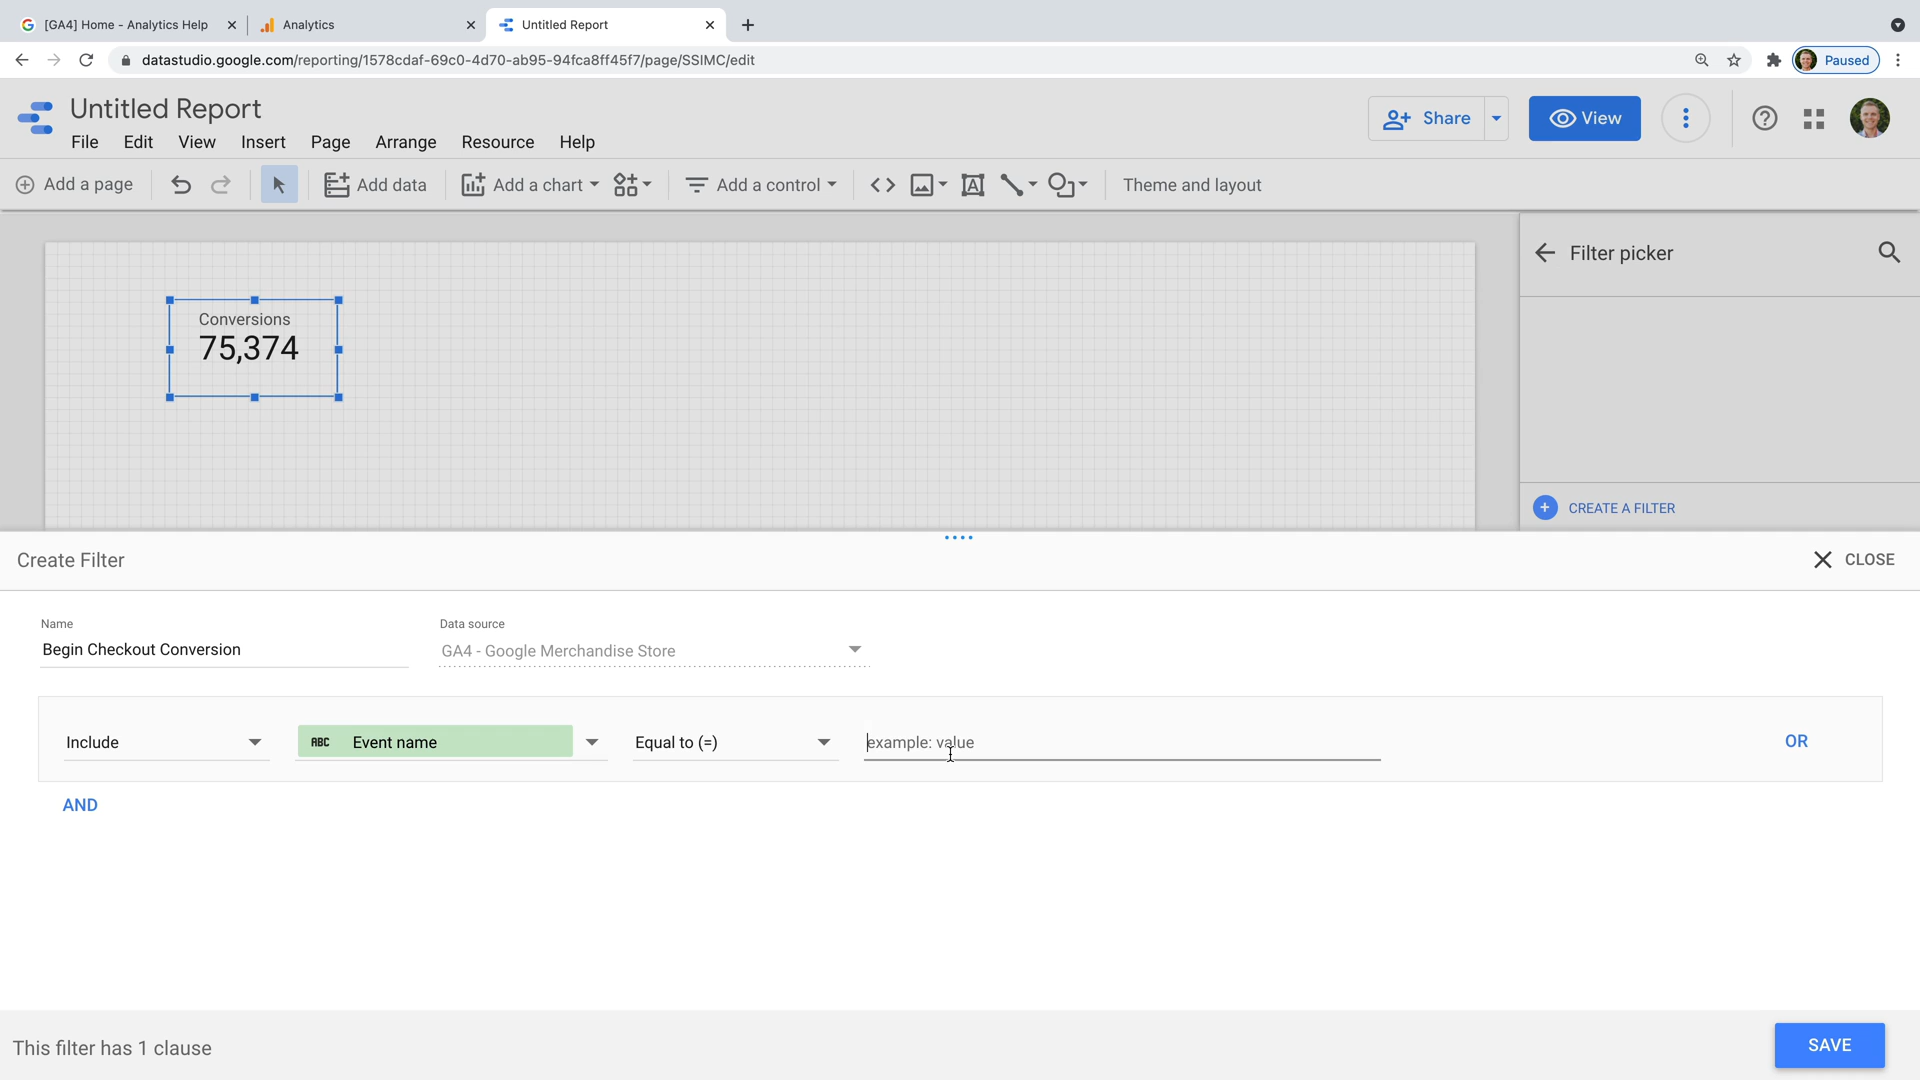 [GA4] Home - Analytics Help
Analytics
Untitled Report
datastudio.google.com/reporting/1578cdaf-69c0-4d70-ab95-94fca8ff45f7/page/SSIMC/edit
Paused
Untitled Report
File Edit View Insert Page Arrange Resource Help
Share
View
Add a page
Add data
Add a chart
Add a control
Theme and layout
Filter picker
Conversions
75,374
CREATE A FILTER
Create Filter
CLOSE
Name
Data source
Begin Checkout Conversion
GA4 - Google Merchandise Store
Include
ABC Event name
Equal to (=)
example: value
OR
AND
This filter has 1 clause
SAVE